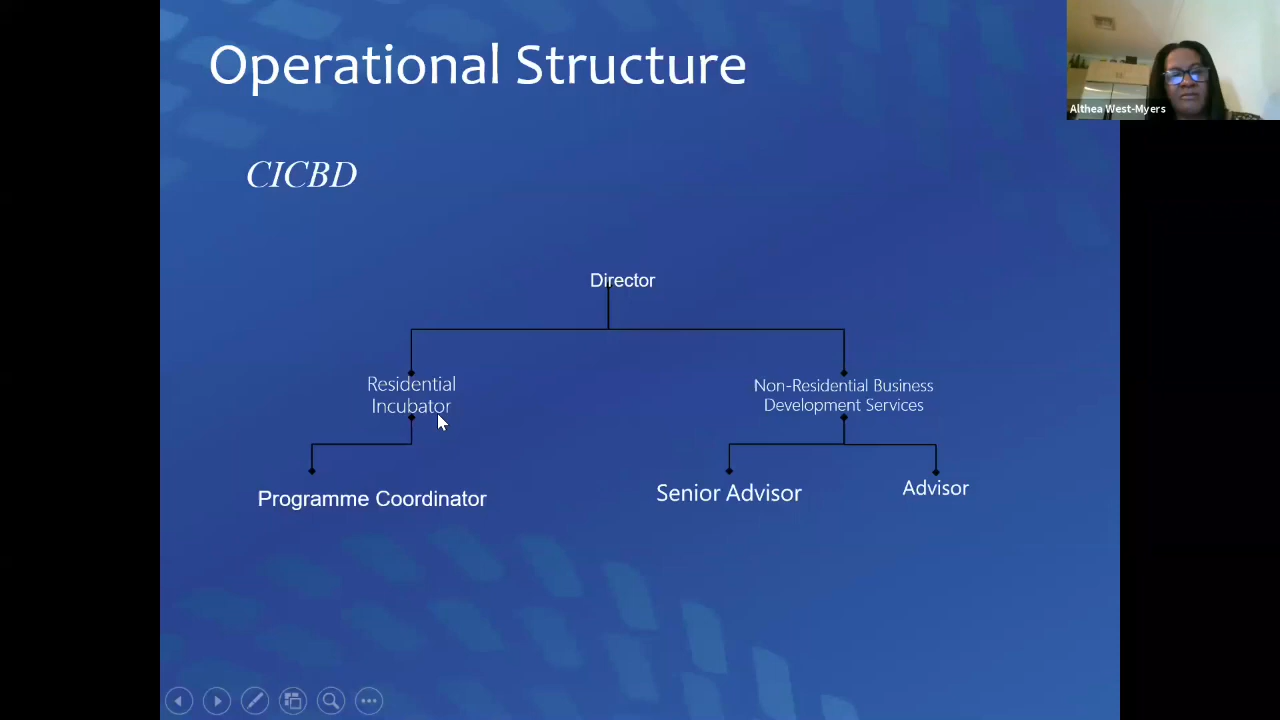 Operational Structure
Althea West-Myers
CICBD
Director
Residential
Incubator
Non-Residential Business
Development Services
Programme Coordinator
Senior Advisor
Advisor